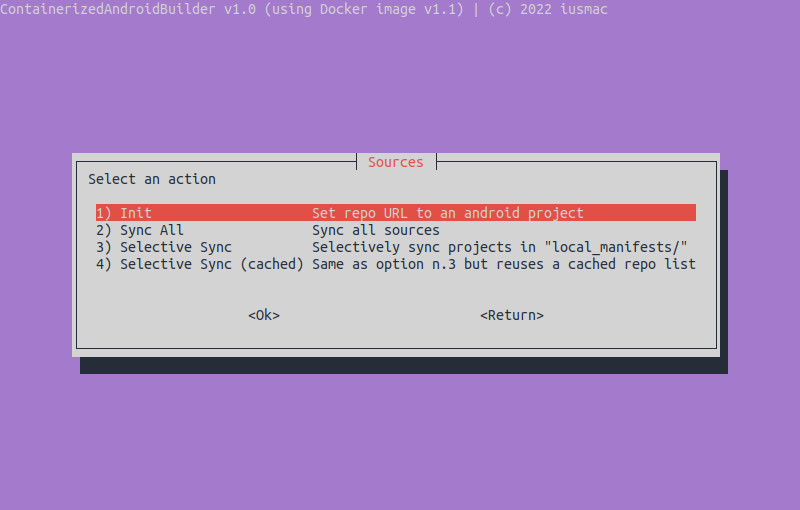 ContainerizedAndroidBuilder v1.0 (using Docker image v1.1) | (c) 2022 iusmac
Sources
Select an action
1) Init Set repo URL to an android project
2) Sync All Sync all sources
3) Selective Sync Selectively sync projects in "local_manifests/"
4) Selective Sync (cached) Same as option n.3 but reuses a cached repo list
<Ok> <Return>